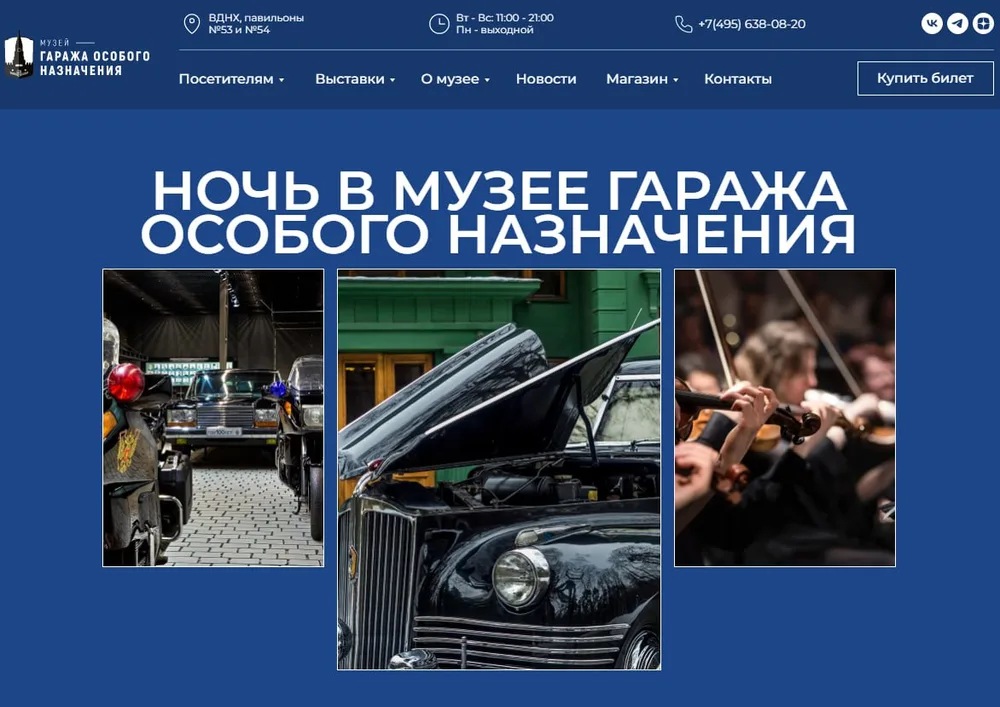 МУЗЕЙ
ГАРАЖА ОСОБОГО
НАЗНАЧЕНИЯ
ВДНХ, павильоны
№53 и №54
Вт - Вс: 11:00 - 21:00
Пн - выходной
+7(495) 638-08-20
Посетителям
Выставки
О музее
Новости
Магазин
Контакты
Купить билет
НОЧЬ В МУЗЕЕ ГАРАЖА
ОСОБОГО НАЗНАЧЕНИЯ